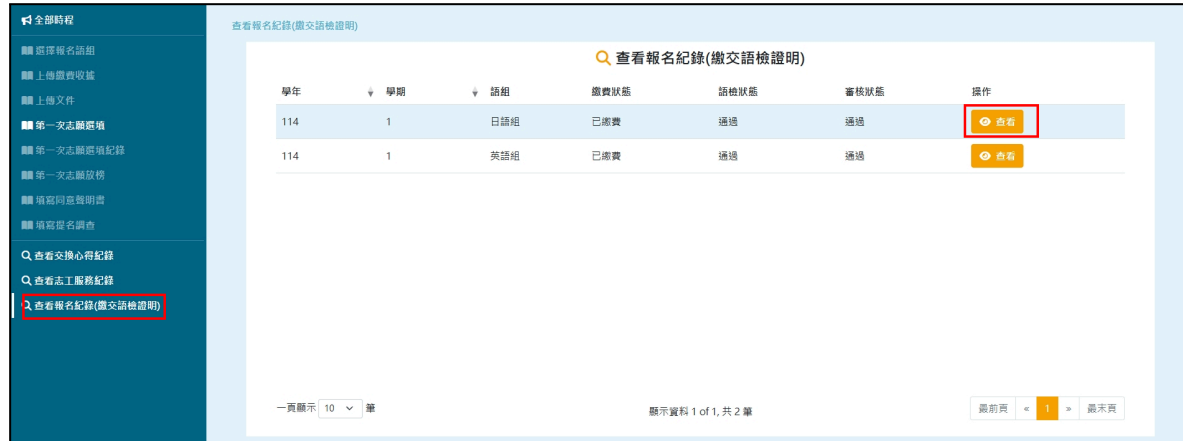 全部時程
選擇報名語組
上傳繳費收據
上傳文件
第一次志願選填
第一次志願選填紀錄
第一次志願放榜
填寫同意聲明書
填寫提名調查
查看交換心得紀錄
查看志工服務紀錄
查看報名紀錄(繳交語檢證明)
查看報名紀錄(繳交語檢證明)
查看報名紀錄(繳交語檢證明)
學年 學期 語組 繳費狀態 語檢狀態 審核狀態 操作
114 1 日語組 已繳費 通過 通過 查看
114 1 英語組 已繳費 通過 通過 查看
一頁顯示 10 筆 顯示資料 1 of 1, 共 2 筆 最前頁 « 1 » 最末頁